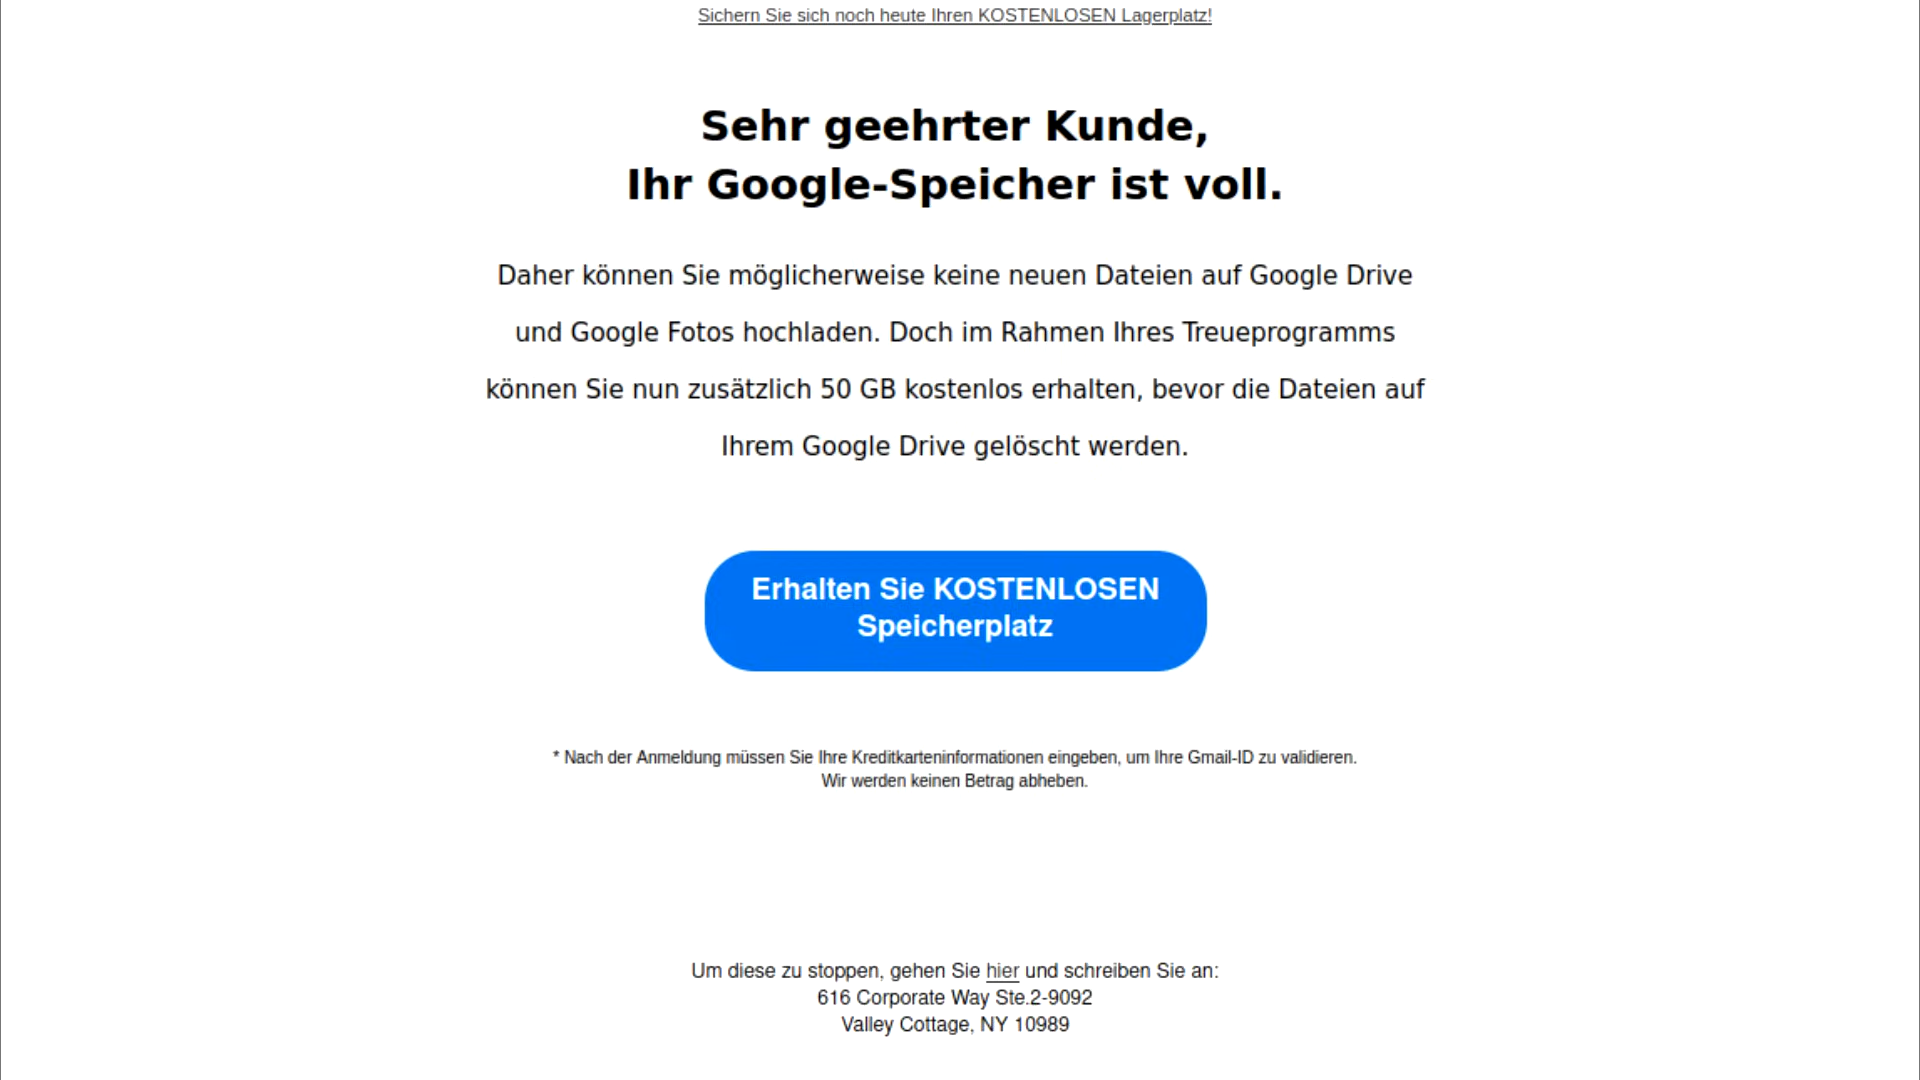 Sichern Sie sich noch heute Ihren KOSTENLOSEN Lagerplatz!
Sehr geehrter Kunde,
Ihr Google-Speicher ist voll.
Daher können Sie möglicherweise keine neuen Dateien auf Google Drive
und Google Fotos hochladen. Doch im Rahmen Ihres Treueprogramms
können Sie nun zusätzlich 50 GB kostenlos erhalten, bevor die Dateien auf
Ihrem Google Drive gelöscht werden.
Erhalten Sie KOSTENLOSEN
Speicherplatz
* Nach der Anmeldung müssen Sie Ihre Kreditkarteninformationen eingeben, um Ihre Gmail-ID zu validieren.
Wir werden keinen Betrag abheben.
Um diese zu stoppen, gehen Sie hier und schreiben Sie an:
616 Corporate Way Ste.2-9092
Valley Cottage, NY 10989